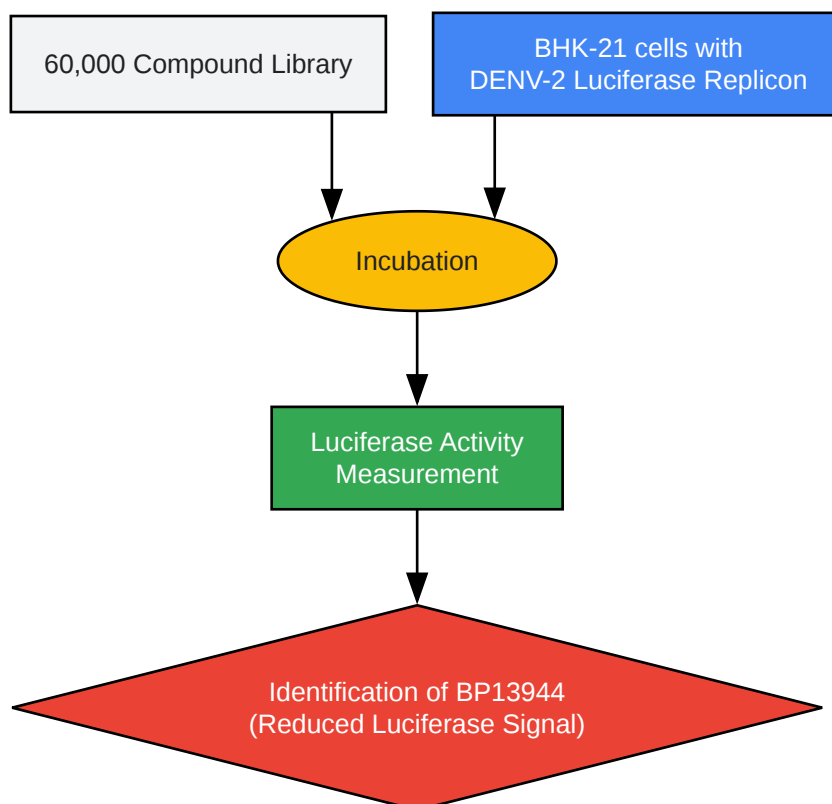 60,000 Compound Library
BHK-21 cells with
DENV-2 Luciferase Replicon
Incubation
Luciferase Activity
Measurement
Identification of BP13944
(Reduced Luciferase Signal)